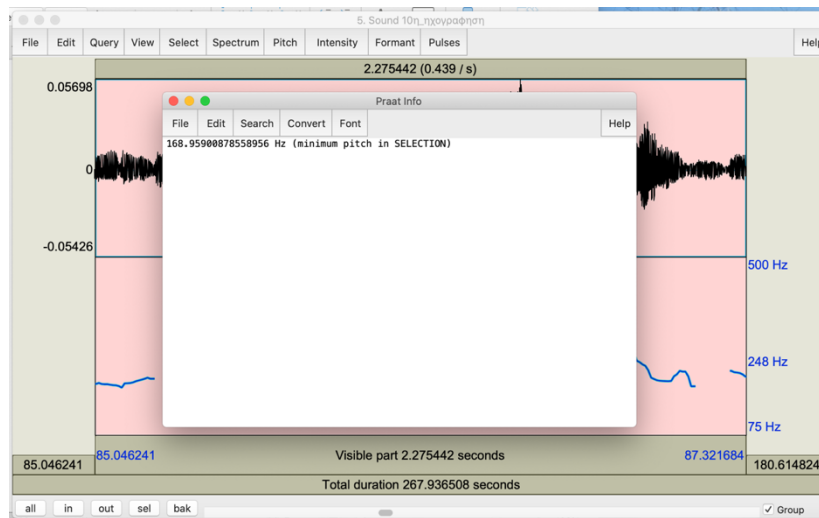 5. Sound 10η_ηχογραφηση
File Edit Query View Select Spectrum Pitch Intensity Formant Pulses Help
2.275442 (0.439 / s)
0.05698
Praat Info
File Edit Search Convert Font Help
168.95900878558956 Hz (minimum pitch in SELECTION)
0
-0.05426
500 Hz
248 Hz
75 Hz
85.046241 85.046241 Visible part 2.275442 seconds 87.321684 180.614824
Total duration 267.936508 seconds
all in out sel bak Group